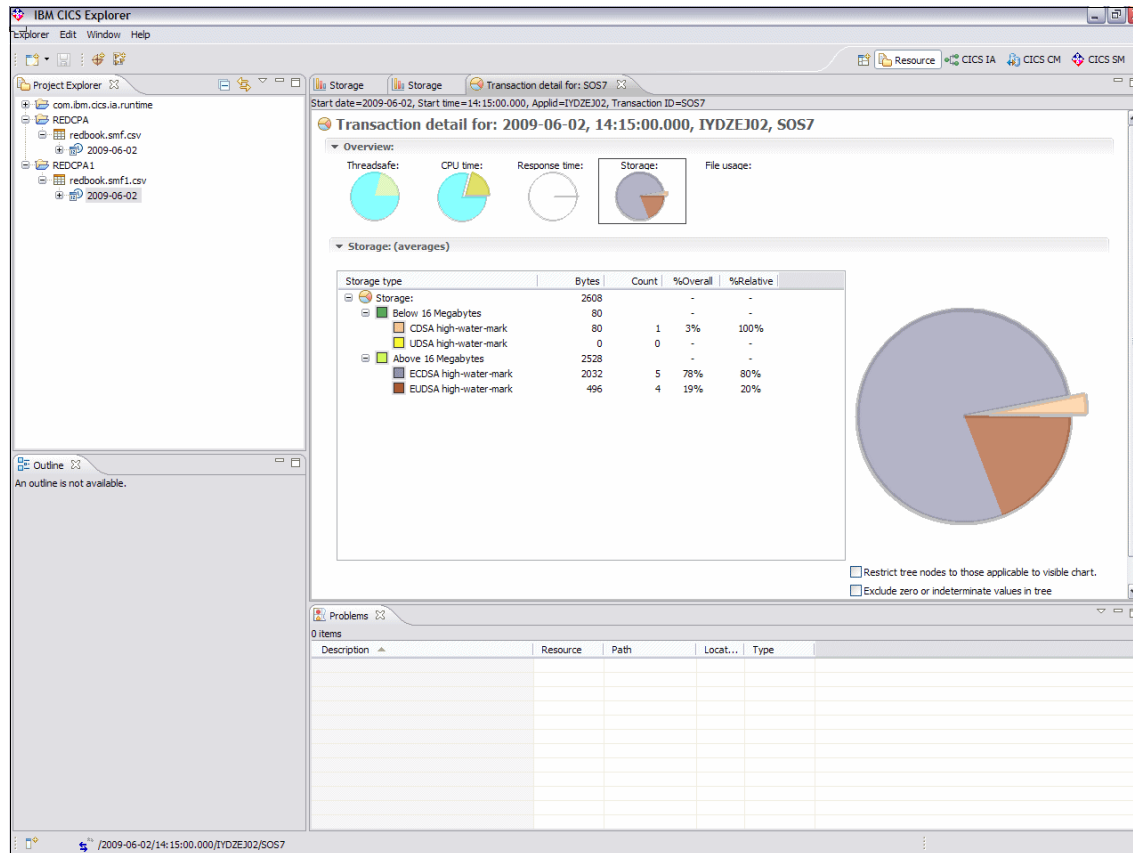 IBM CICS Explorer
Explorer Edit Window Help
Resource CICS IA CICS CM CICS SM
Project Explorer
com.ibm.cics.ia.runtime
REDCPA
redbook.smf.csv
2009-06-02
REDCPA1
redbook.smf1.csv
2009-06-02
Outline
An outline is not available.
Storage Storage Transaction detail for: SOS7
Start date=2009-06-02, Start time=14:15:00.000, Applid=IYDZEJ02, Transaction ID=SOS7
Transaction detail for: 2009-06-02, 14:15:00.000, IYDZEJ02, SOS7
Overview:
Threadsafe: CPU time: Response time: Storage: File usage:
Storage: (averages)
Storage type Bytes Count %Overall %Relative
Storage: 2608 - -
Below 16 Megabytes 80 - -
CDSA high-water-mark 80 1 3% 100%
UDSA high-water-mark 0 0 - -
Above 16 Megabytes 2528 - -
ECDSA high-water-mark 2032 5 78% 80%
EUDSA high-water-mark 496 4 19% 20%
Restrict tree nodes to those applicable to visible chart.
Exclude zero or indeterminate values in tree
Problems
0 items
Description Resource Path Locat... Type
/2009-06-02/14:15:00.000/IYDZEJ02/SOS7